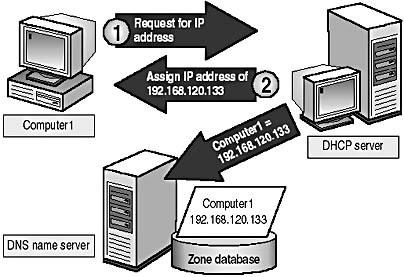 1 Request for IP
address
Assign IP address of 2
192.168.120.133
Computer1
DHCP server
Computer1 =
192.168.120.133
Computer1
192.168.120.133
DNS name server
Zone database